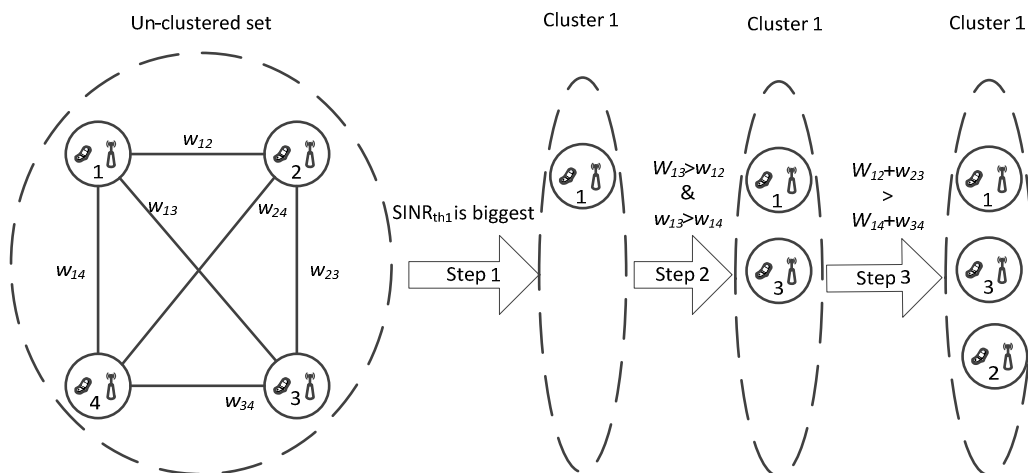 Un-clustered set
Cluster 1
Cluster 1
Cluster 1
w12
1
2
w13
w24
w14
w23
4
3
w34
SINRth1 is biggest
Step 1
1
W13>w12
&
w13>w14
Step 2
1
3
W12+w23
>
W14+w34
Step 3
1
3
2